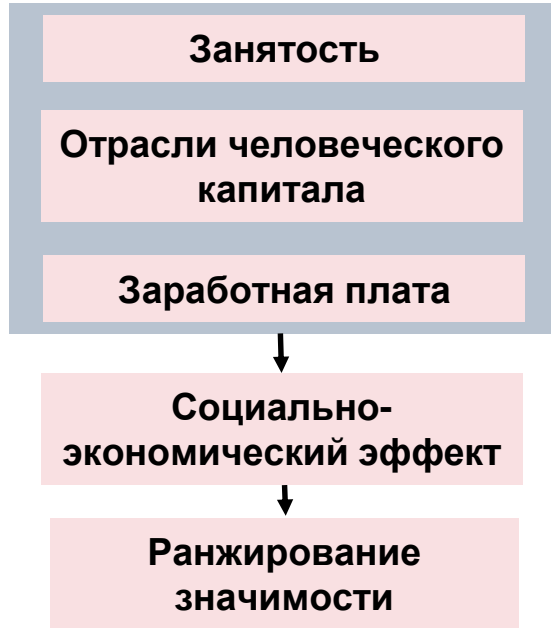 Занятость
Отрасли человеческого
капитала
Заработная плата
Социально-
экономический эффект
Ранжирование
значимости